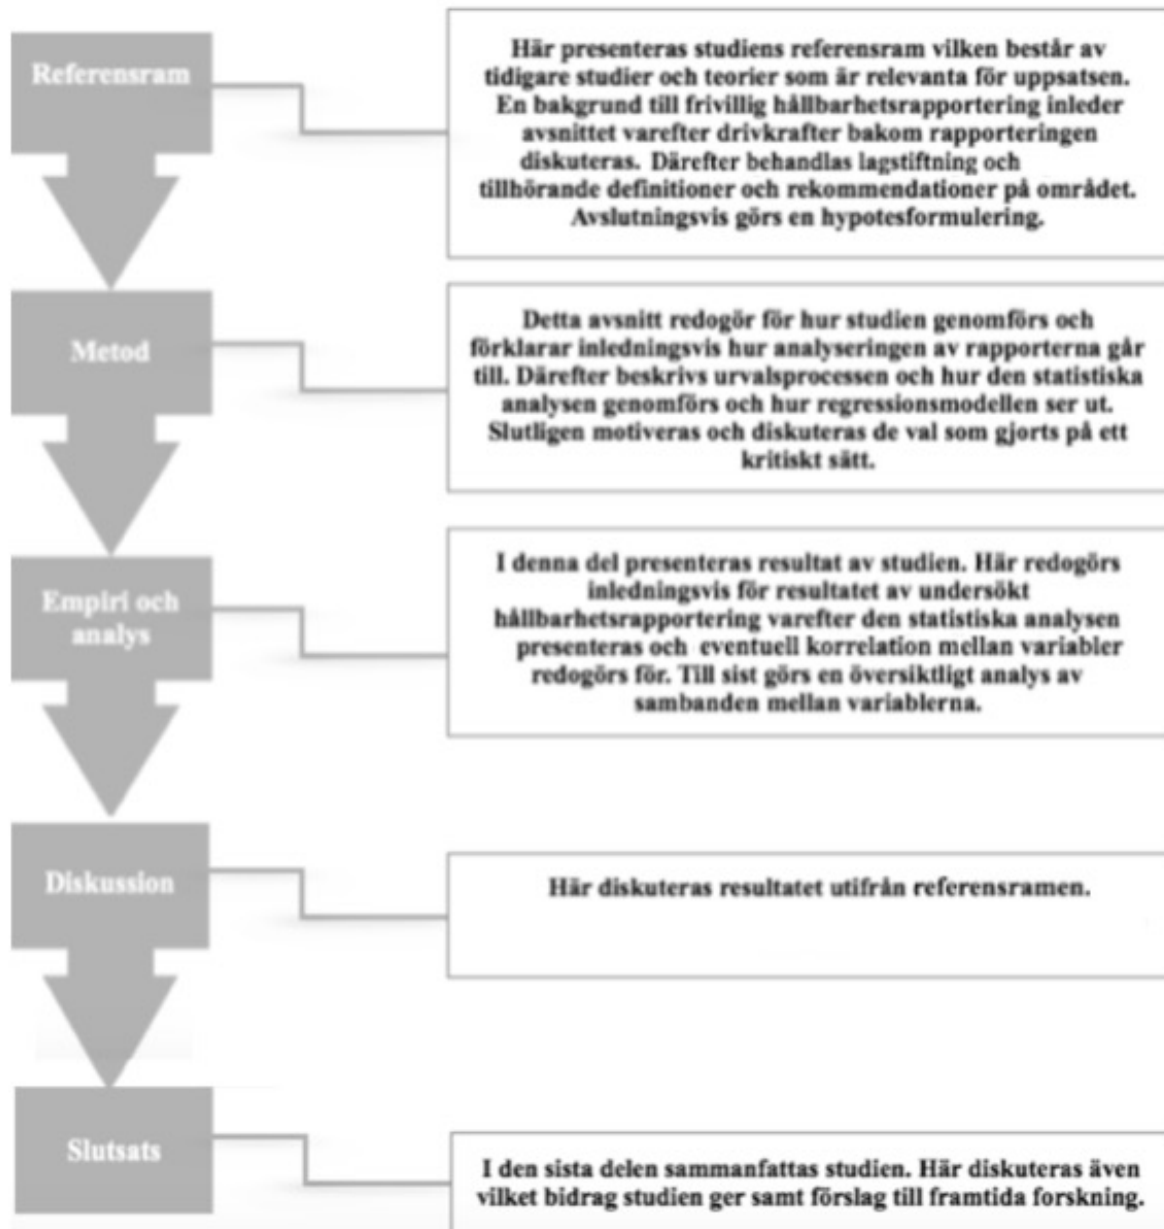 Referensram
Här presenteras studiens referensram vilken består av
tidigare studier och teorier som är relevanta för uppsatsen.
En bakgrund till frivillig hållbarhetsrapportering inleder
avsnittet varefter drivkrafter bakom rapporteringen
diskuteras. Därefter behandlas lagstiftning och
tillhörande definitioner och rekommendationer på området.
Avslutningsvis görs en hypotesformulering.
Metod
Detta avsnitt redogör för hur studien genomförs och
förklarar inledningsvis hur analyseringen av rapporterna går
till. Därefter beskrivs urvalsprocessen och hur den statistiska
analysen genomförs och hur regressionsmodellen ser ut.
Slutligen motiveras och diskuteras de val som gjorts på ett
kritiskt sätt.
Empiri och
analys
I denna del presenteras resultat av studien. Här redogörs
inledningsvis för resultatet av undersökt
hållbarhetsrapportering varefter den statistiska analysen
presenteras och eventuell korrelation mellan variabler
redogörs för. Till sist görs en översiktligt analys av
sambanden mellan variablerna.
Diskussion
Här diskuteras resultatet utifrån referensramen.
Slutsats
I den sista delen sammanfattas studien. Här diskuteras även
vilket bidrag studien ger samt förslag till framtida forskning.